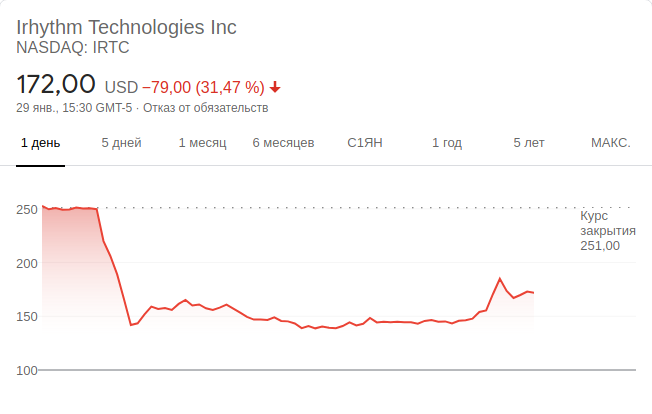 Irhythm Technologies Inc
NASDAQ: IRTC
172,00 USD −79,00 (31,47 %)
29 янв., 15:30 GMT-5 · Отказ от обязательств
1 день 5 дней 1 месяц 6 месяцев С1ЯН 1 год 5 лет МАКС.
250
Курс
закрытия
251,00
200
150
100